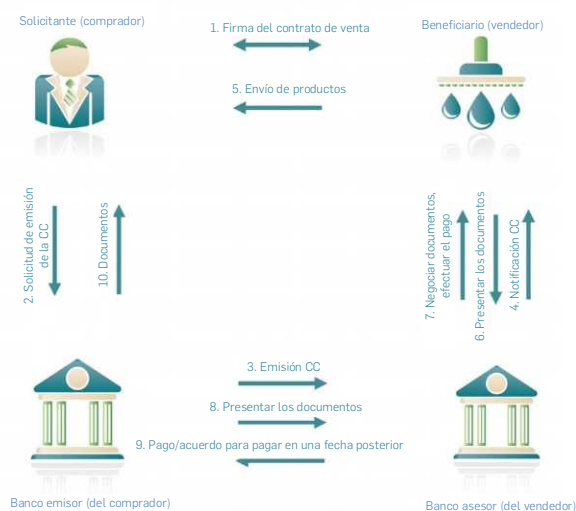 Solicitante (comprador)
1. Firma del contrato de venta
Beneficiario (vendedor)
5. Envío de productos
2. Solicitud de emisión
de la CC
10. Documentos
7. Negociar documentos,
efectuar el pago
6. Presentar los documentos
4. Notificación CC
3. Emisión CC
8. Presentar los documentos
9. Pago/acuerdo para pagar en una fecha posterior
Banco emisor (del comprador)
Banco asesor (del vendedor)